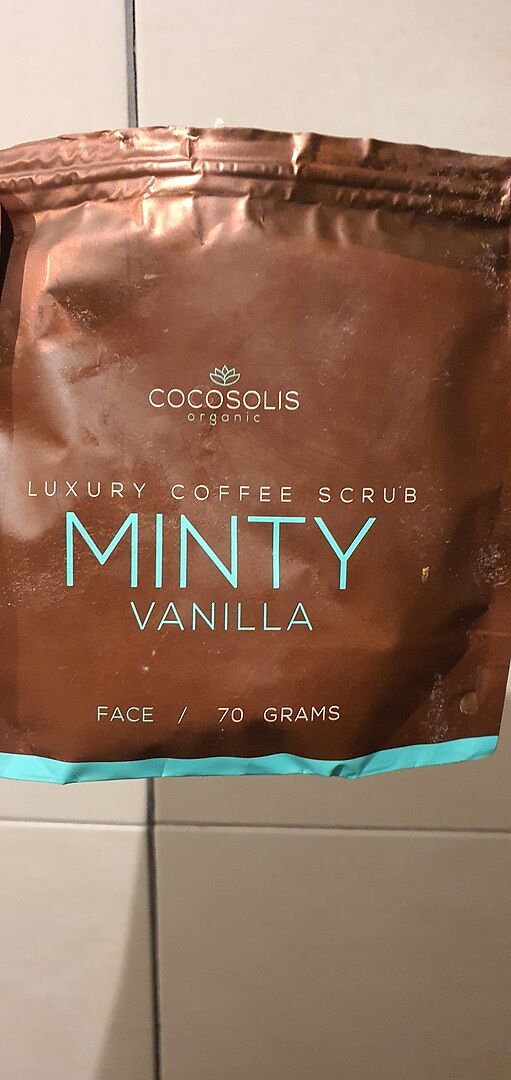 COCOSOLIS
organic
LUXURY COFFEE SCRUB
MINTY
VANILLA
FACE / 70 GRAMS